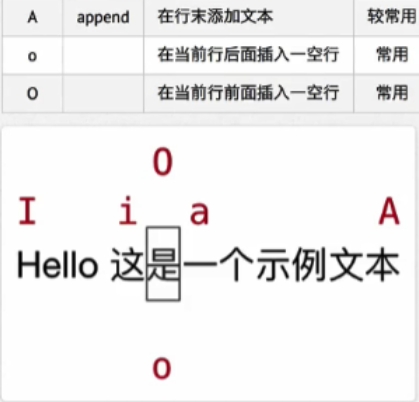 A append 在行末添加文本 较常用
o 在当前行后面插入一空行 常用
O 在当前行前面插入一空行 常用
O
I i a A
Hello 这是一个示例文本
o